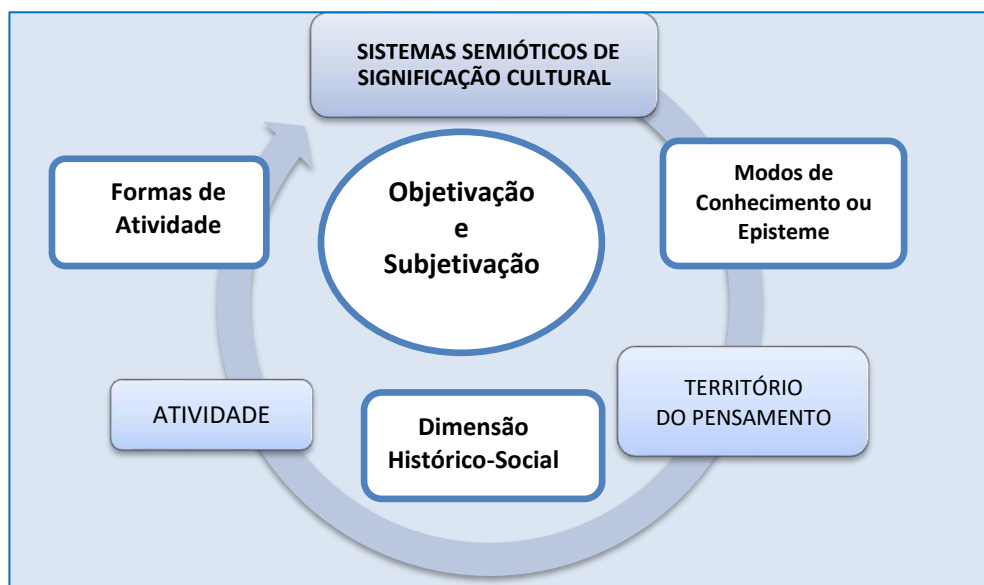 SISTEMAS SEMIÓTICOS DE
SIGNIFICAÇÃO CULTURAL
Formas de
Atividade
Objetivação
e
Subjetivação
Modos de
Conhecimento ou
Episteme
ATIVIDADE
Dimensão
Histórico-Social
TERRITÓRIO
DO PENSAMENTO